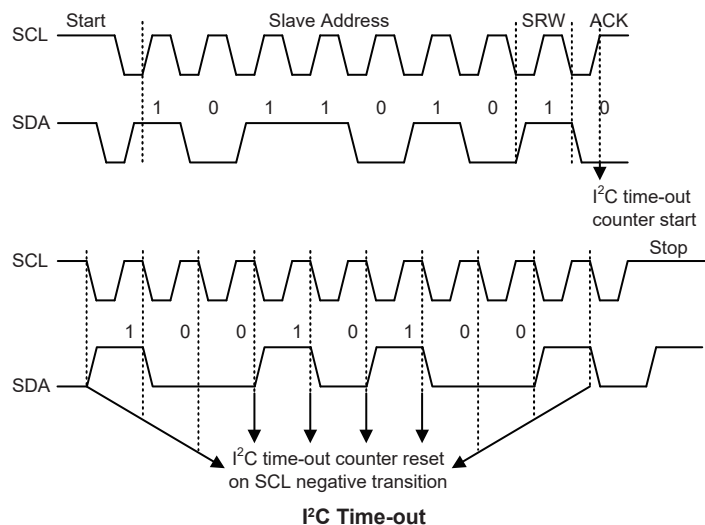 Start Slave Address SRW ACK
SCL
1 0 1 1 0 1 0 1 0
SDA
I²C time-out
counter start
Stop
SCL
1 0 0 1 0 1 0 0
SDA
I²C time-out counter reset
on SCL negative transition
I²C Time-out